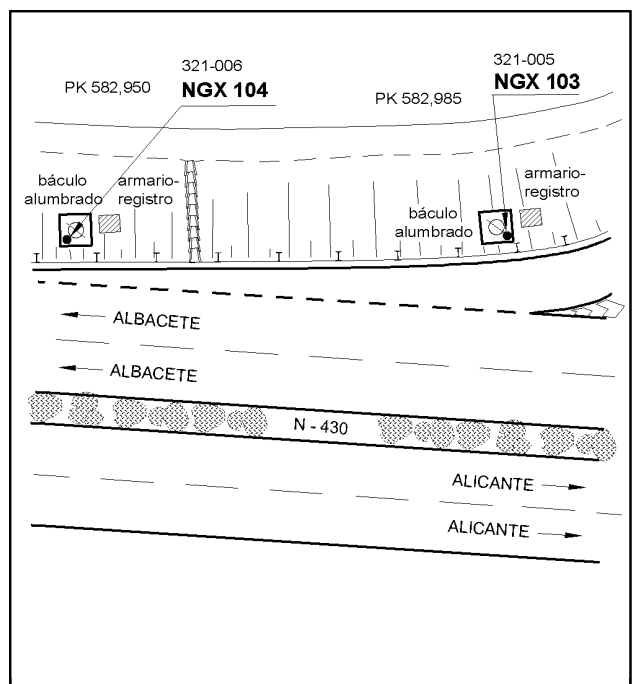 321-006
PK 582,950
NGX 104
321-005
PK 582,985
NGX 103
báculo
alumbrado
armario-
registro
báculo
alumbrado
armario-
registro
ALBACETE
ALBACETE
N - 430
ALICANTE
ALICANTE